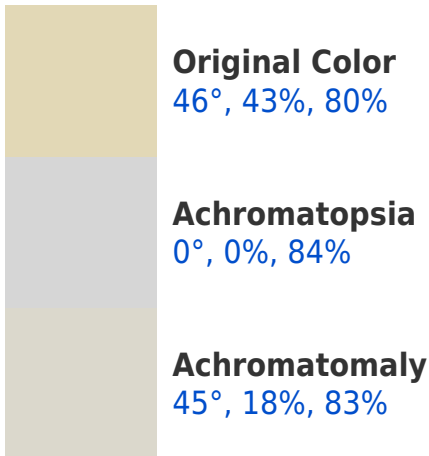 Original Color
46°, 43%, 80%
Achromatopsia
0°, 0%, 84%
Achromatomaly
45°, 18%, 83%